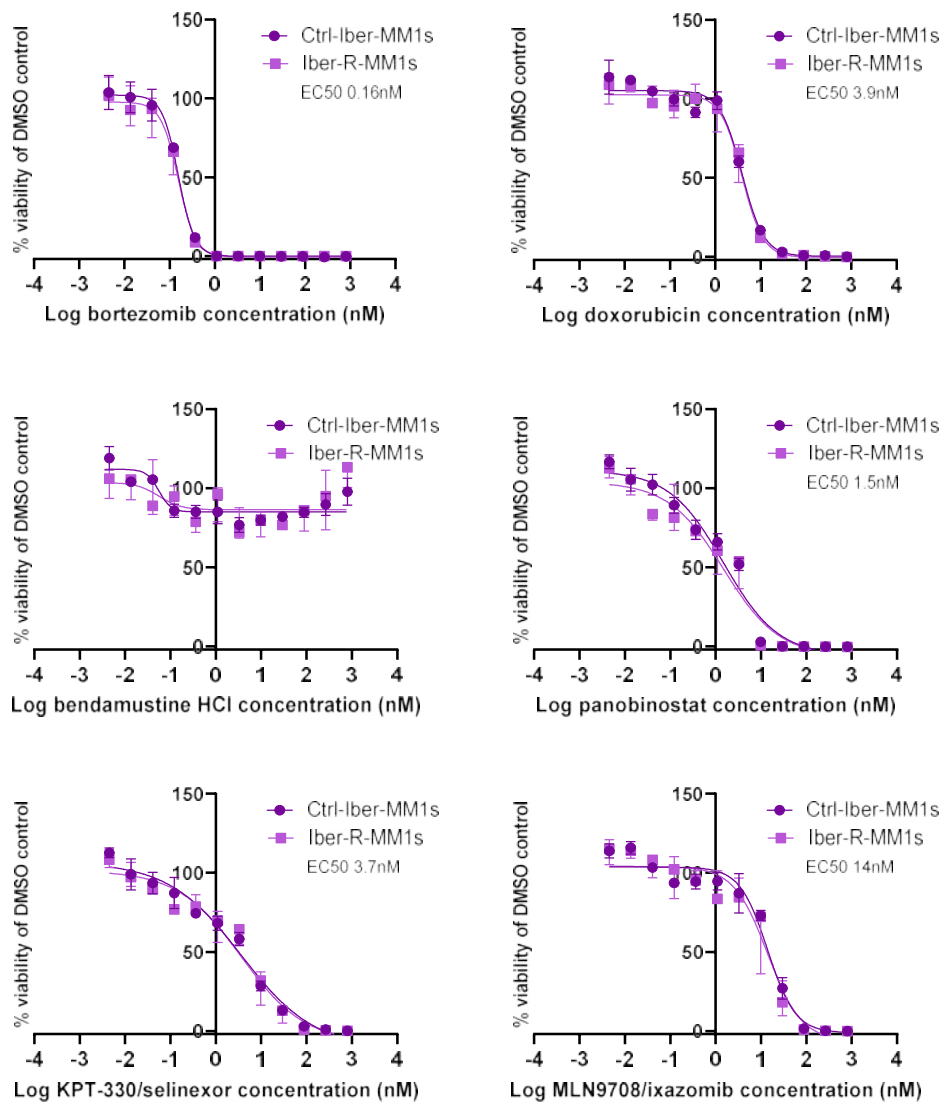 % viability of DMSO control
150
100
50
0
-4 -3 -2 -1 0 1 2 3 4
Log bortezomib concentration (nM)
Ctrl-Iber-MM1s
Iber-R-MM1s
EC50 0.16nM
% viability of DMSO control
150
100
50
0
-4 -3 -2 -1 0 1 2 3 4
Log doxorubicin concentration (nM)
Ctrl-Iber-MM1s
Iber-R-MM1s
EC50 3.9nM
% viability of DMSO control
150
100
50
0
-4 -3 -2 -1 0 1 2 3 4
Log bendamustine HCl concentration (nM)
Ctrl-Iber-MM1s
Iber-R-MM1s
% viability of DMSO control
150
100
50
0
-4 -3 -2 -1 0 1 2 3 4
Log panobinostat concentration (nM)
Ctrl-Iber-MM1s
Iber-R-MM1s
EC50 1.5nM
% viability of DMSO control
150
100
50
0
-4 -3 -2 -1 0 1 2 3 4
Log KPT-330/selinexor concentration (nM)
Ctrl-Iber-MM1s
Iber-R-MM1s
EC50 3.7nM
% viability of DMSO control
150
100
50
0
-4 -3 -2 -1 0 1 2 3 4
Log MLN9708/ixazomib concentration (nM)
Ctrl-Iber-MM1s
Iber-R-MM1s
EC50 14nM